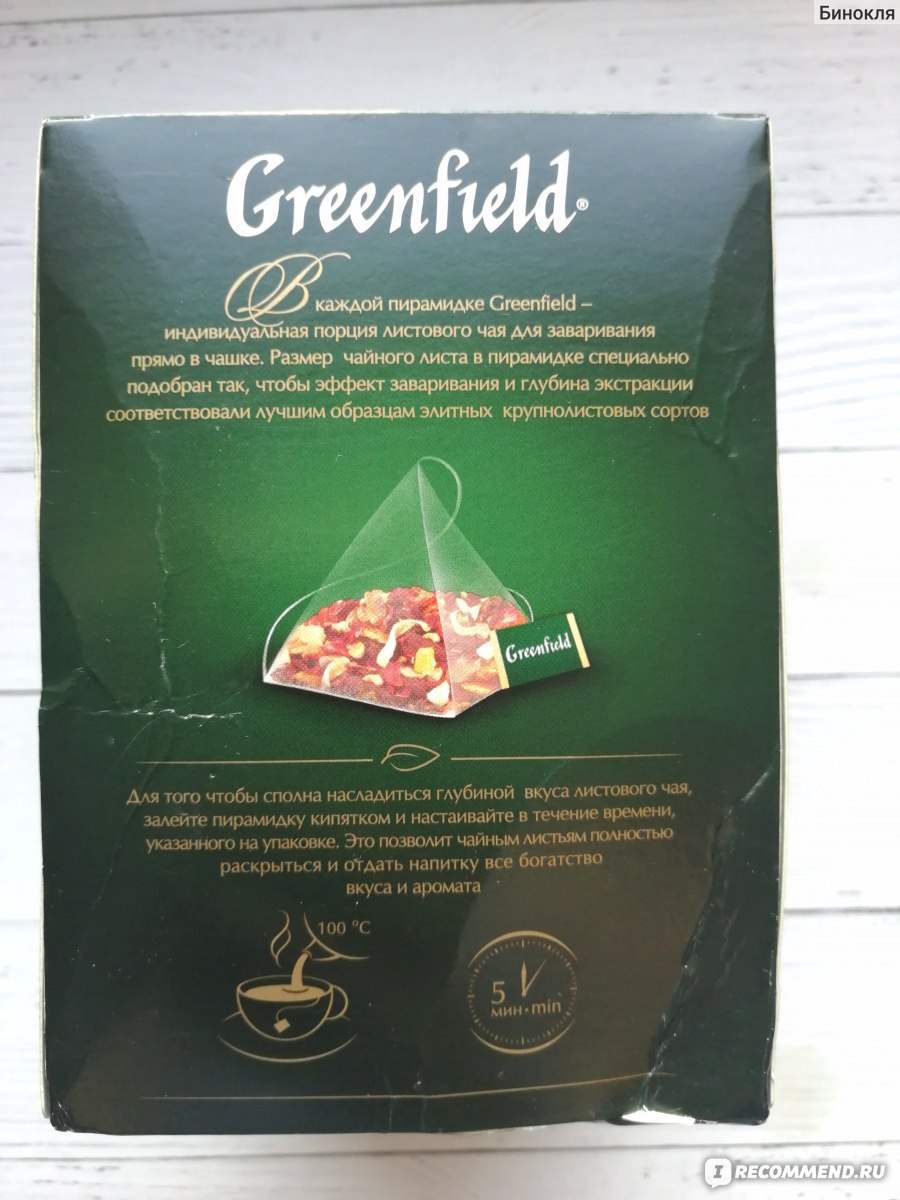 Бинокля
Greenfield®
В каждой пирамидке Greenfield –
индивидуальная порция листового чая для заваривания
прямо в чашке. Размер чайного листа в пирамидке специально
подобран так, чтобы эффект заваривания и глубина экстракции
соответствовали лучшим образцам элитных крупнолистовых сортов
Greenfield
Для того чтобы сполна насладиться глубиной вкуса листового чая,
залейте пирамидку кипятком и настаивайте в течение времени,
указанного на упаковке. Это позволит чайным листьям полностью
раскрыться и отдать напитку все богатство
вкуса и аромата
100 °C
5
мин·min
IRECOMMEND.RU